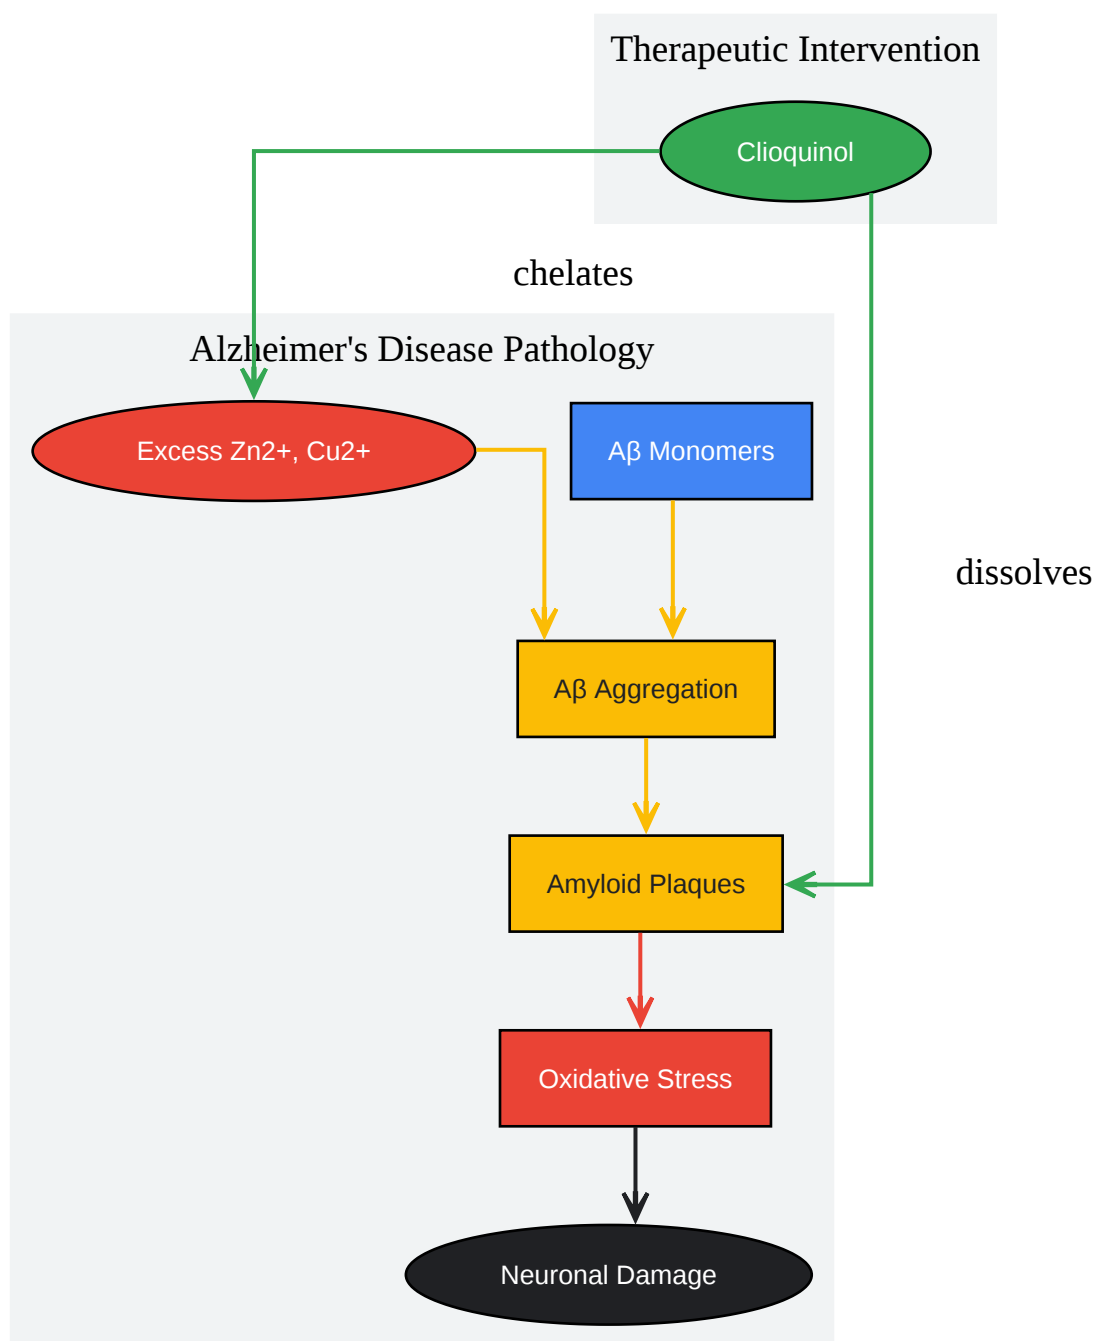 Therapeutic Intervention
Clioquinol
chelates
Alzheimer's Disease Pathology
Excess Zn2+, Cu2+
Aβ Monomers
dissolves
Aβ Aggregation
Amyloid Plaques
Oxidative Stress
Neuronal Damage